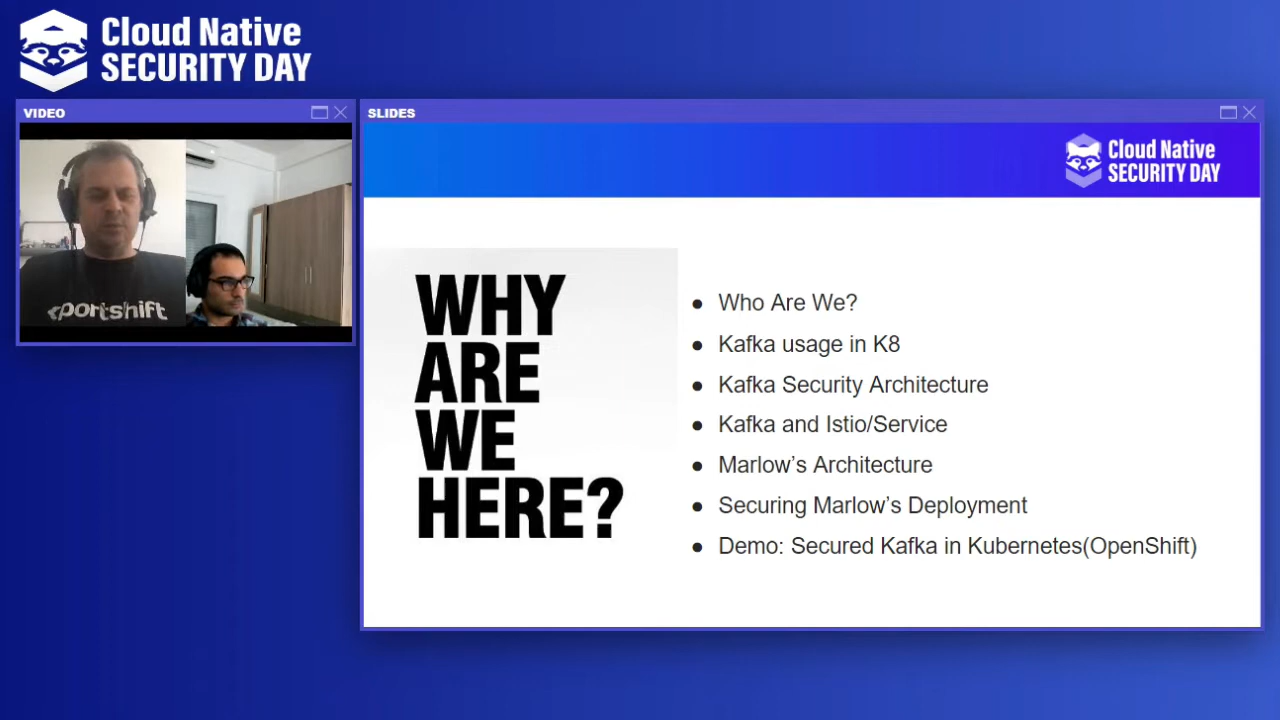 Cloud Native
SECURITY DAY
VIDEO
portshift
SLIDES
Cloud Native
SECURITY DAY
WHY
ARE
WE
HERE?
● Who Are We?
● Kafka usage in K8
● Kafka Security Architecture
● Kafka and Istio/Service
● Marlow’s Architecture
● Securing Marlow’s Deployment
● Demo: Secured Kafka in Kubernetes(OpenShift)